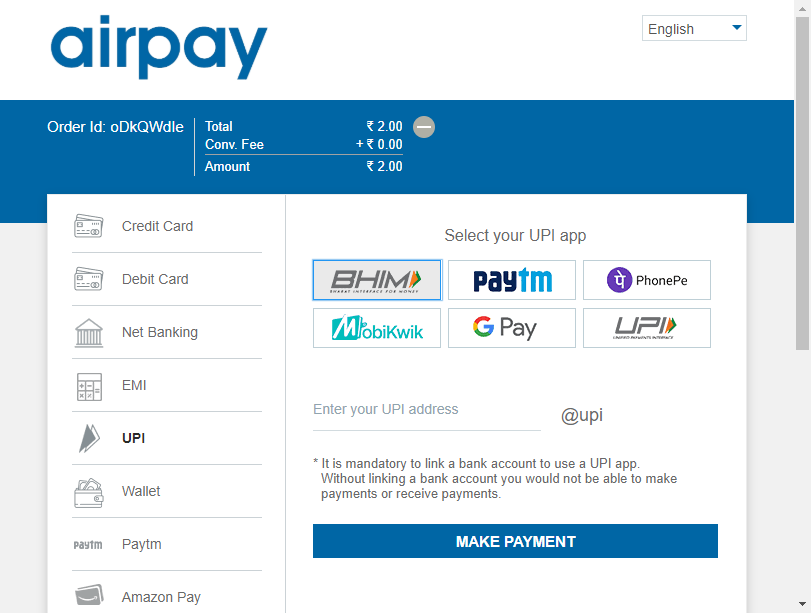 airpay
English
Order Id: oDkQWdIe
Total ₹ 2.00
Conv. Fee + ₹ 0.00
Amount ₹ 2.00
Credit Card
Debit Card
Net Banking
EMI
UPI
Wallet
Paytm Paytm
Amazon Pay
Select your UPI app
BHIM
BHARAT INTERFACE FOR MONEY
Paytm
PhonePe
MobiKwik
G Pay
UPI
UNIFIED PAYMENTS INTERFACE
Enter your UPI address
@upi
* It is mandatory to link a bank account to use a UPI app.
Without linking a bank account you would not be able to make
payments or receive payments.
MAKE PAYMENT